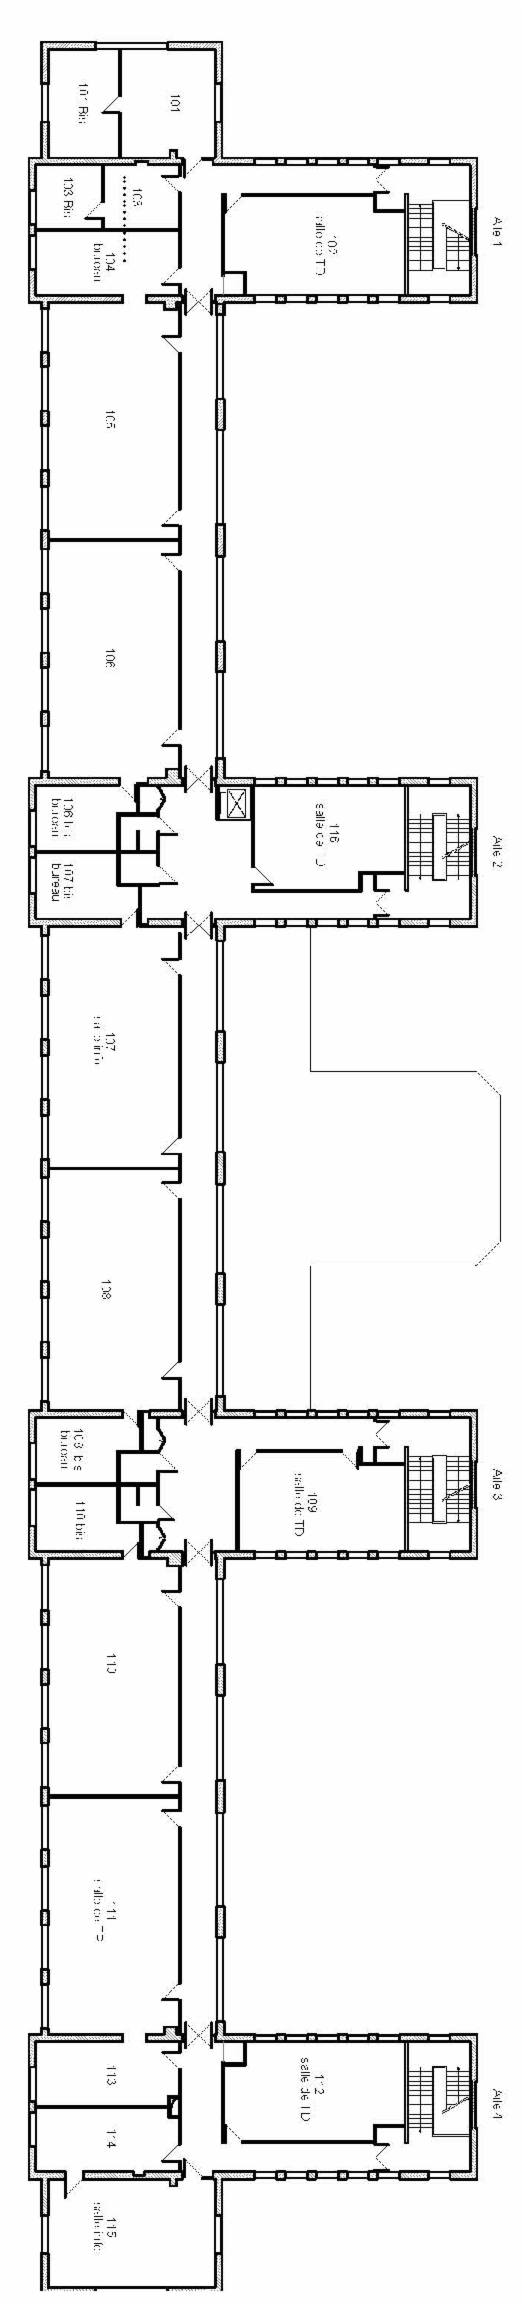 101 Bis
101
103 Bis
103
104
bureau
salle de TD
Aile 1
105
106
106 bis
bureau
107 bis
bureau
116
salle de TD
Aile 2
107
salle info
108
108 bis
bureau
110 bis
109
salle de TD
Aile 3
110
111
salle de TD
113
114
112
salle de TD
Aile 4
115
salle info